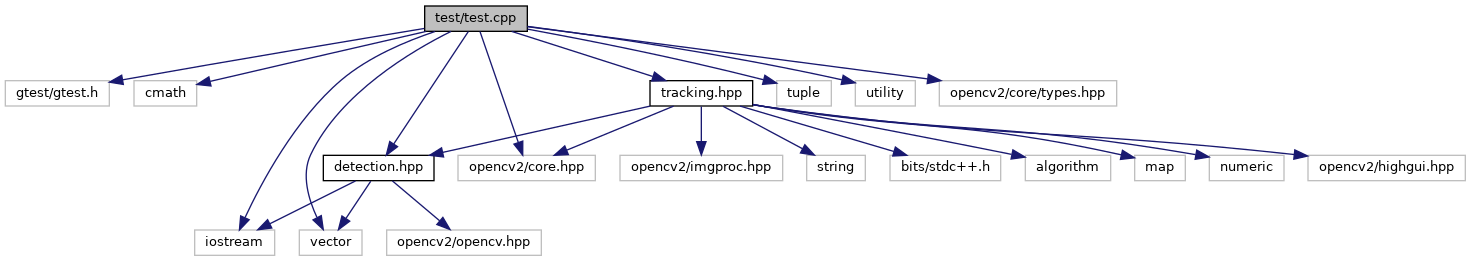 test/test.cpp
gtest/gtest.h
cmath
tracking.hpp
tuple
utility
opencv2/core/types.hpp
detection.hpp
opencv2/core.hpp
opencv2/imgproc.hpp
string
bits/stdc++.h
algorithm
map
numeric
opencv2/highgui.hpp
iostream
vector
opencv2/opencv.hpp